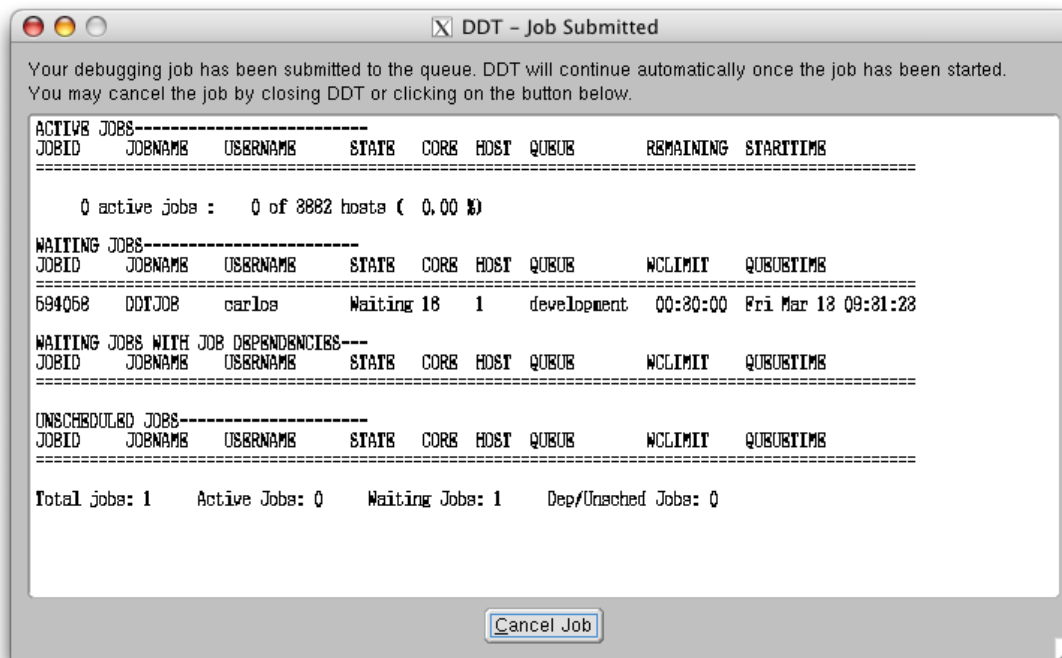 DDT - Job Submitted
Your debugging job has been submitted to the queue. DDT will continue automatically once the job has been started.
You may cancel the job by closing DDT or clicking on the button below.
ACTIVE JOBS--------------------------
JOBID JOBNAME USERNAME STATE CORE HOST QUEUE REMAINING STARTTIME
================================================================
0 active jobs : 0 of 3882 hosts ( 0.00 %)
WAITING JOBS------------------------
JOBID JOBNAME USERNAME STATE CORE HOST QUEUE WCLIMIT QUEUETIME
================================================================
594058 DDTJOB carlos Waiting 16 1 development 00:30:00 Fri Mar 13 09:31:23
WAITING JOBS WITH JOB DEPENDENCIES---
JOBID JOBNAME USERNAME STATE CORE HOST QUEUE WCLIMIT QUEUETIME
================================================================
UNSCHEDULED JOBS---------------------
JOBID JOBNAME USERNAME STATE CORE HOST QUEUE WCLIMIT QUEUETIME
================================================================
Total jobs: 1 Active Jobs: 0 Waiting Jobs: 1 Dep/Unsched Jobs: 0
Cancel Job